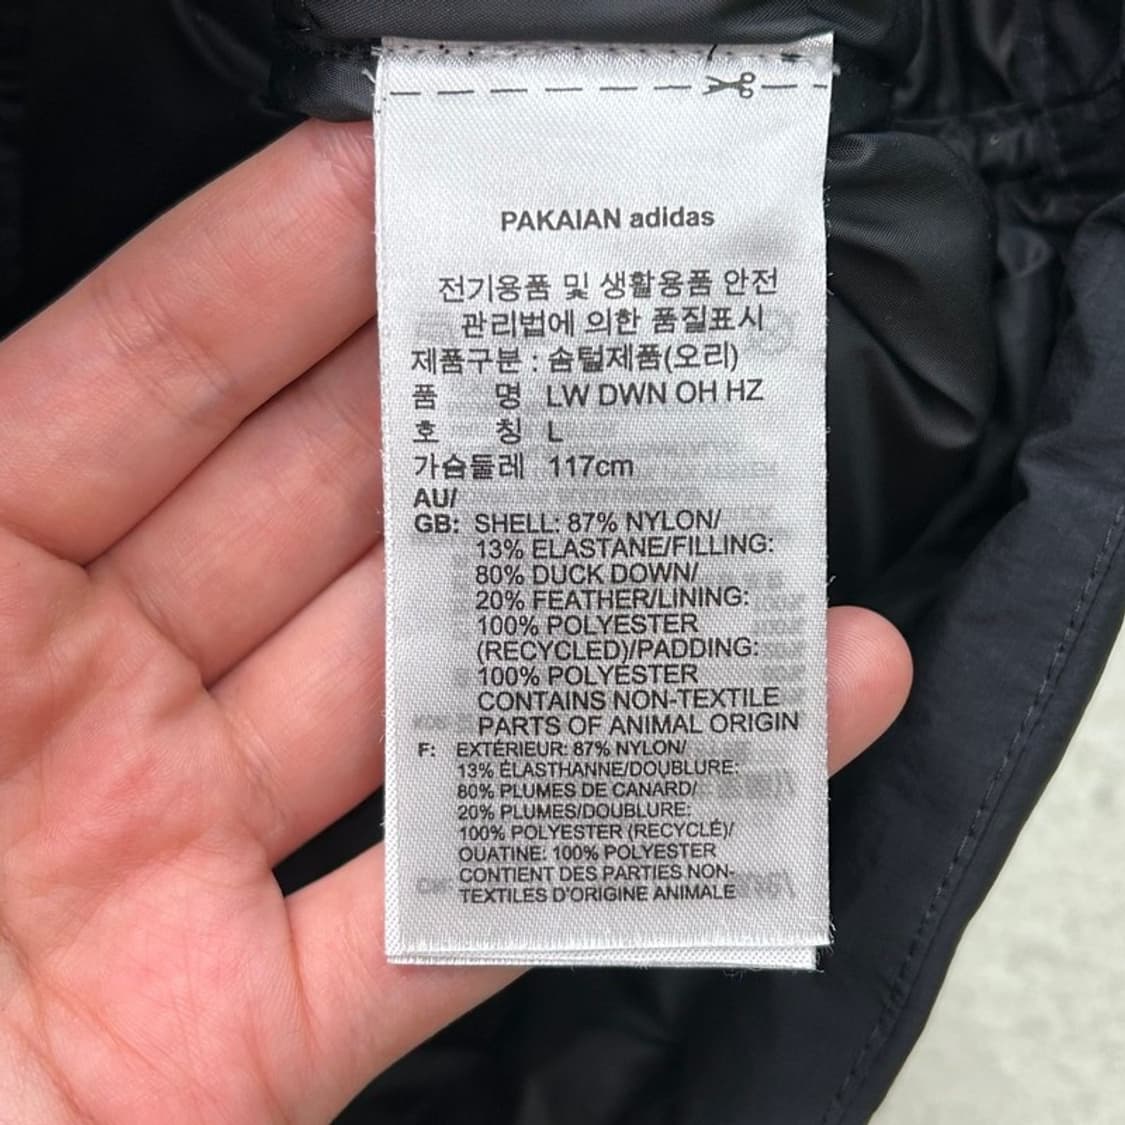 PAKAIAN adidas
전기용품 및 생활용품 안전
관리법에 의한 품질표시
제품구분 : 솜털제품(오리)
품 명 LW DWN OH HZ
호 칭 L
가슴둘레 117cm
AU/
GB: SHELL: 87% NYLON/
13% ELASTANE/FILLING:
80% DUCK DOWN/
20% FEATHER/LINING:
100% POLYESTER
(RECYCLED)/PADDING:
100% POLYESTER
CONTAINS NON-TEXTILE
PARTS OF ANIMAL ORIGIN
F: EXTÉRIEUR: 87% NYLON/
13% ÉLASTHANNE/DOUBLURE:
80% PLUMES DE CANARD/
20% PLUMES/DOUBLURE:
100% POLYESTER (RECYCLÉ)/
OUATINE: 100% POLYESTER
CONTIENT DES PARTIES NON-
TEXTILES D'ORIGINE ANIMALE